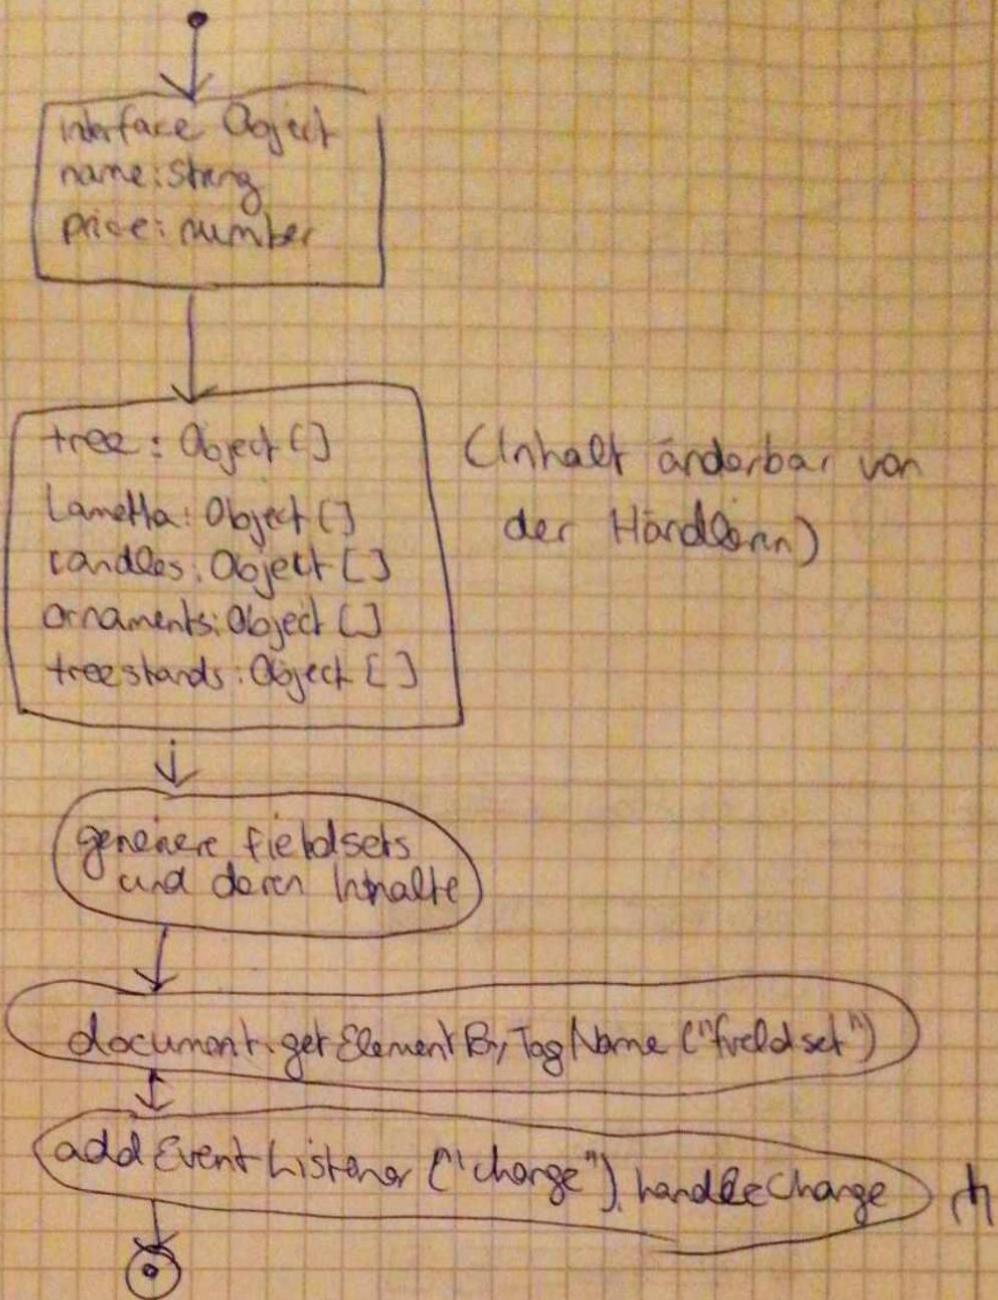 interface Object
name: string
price: number
tree: Object []
(Inhalt änderbar von
der Händlerin)
Lametta: Object []
candles: Object []
ornaments: Object []
treestands: Object []
generiere fieldsets
und deren Inhalte
document.getElementByTagName ("fieldset")
addEventListener ("change"), handleChange